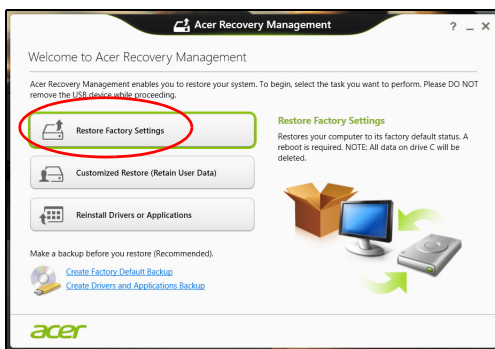 Acer Recovery Management
? _ X
Welcome to Acer Recovery Management
Acer Recovery Management enables you to restore your system. To begin, select the task you want to perform. Please DO NOT
remove the USB device while proceeding.
Restore Factory Settings
Customized Restore (Retain User Data)
Reinstall Drivers or Applications
Restore Factory Settings
Restores your computer to its factory default status. A
reboot is required. NOTE: All data on drive C will be
deleted.
Make a backup before you restore (Recommended).
Create Factory Default Backup
Create Drivers and Applications Backup
acer